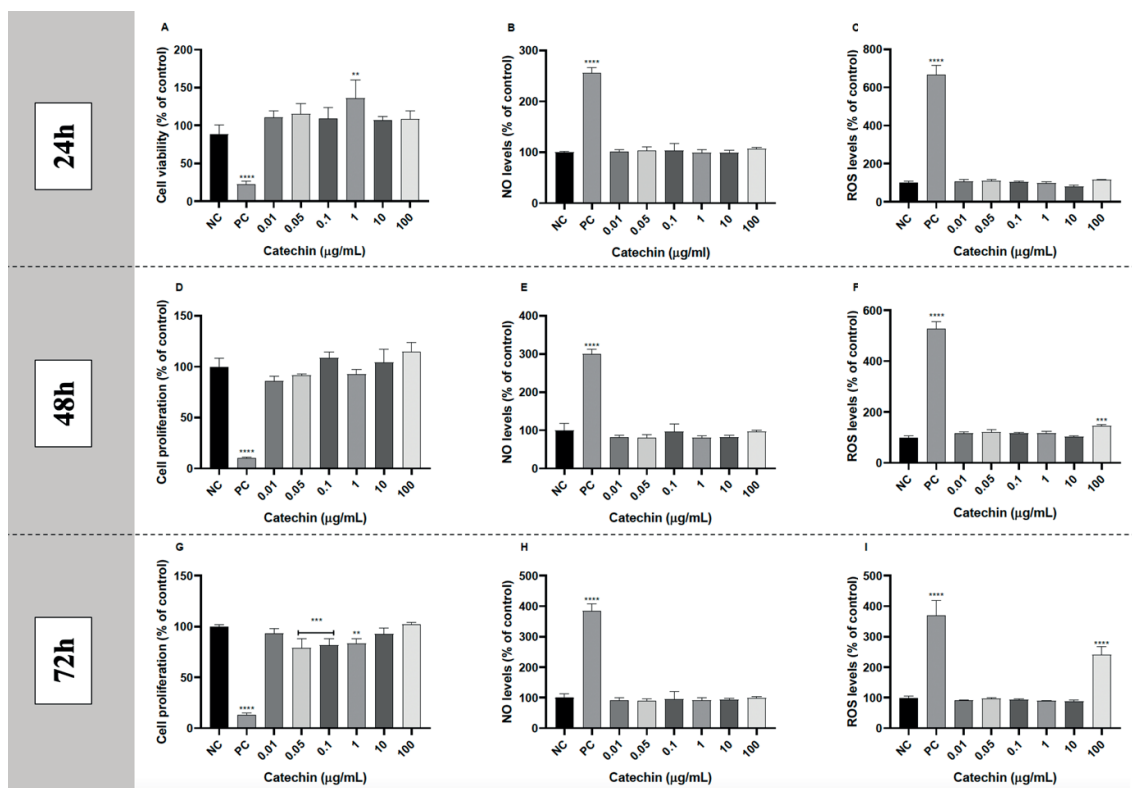 24h
A
Cell viability (% of control)
200
150
100
50
0
****
**
NC PC 0.01 0.05 0.1 1 10 100
Catechin (μg/mL)
B
NO levels (% of control)
300
200
100
0
****
NC PC 0.01 0.05 0.1 1 10 100
Catechin (μg/ml)
C
ROS levels (% of control)
800
600
400
200
0
****
NC PC 0.01 0.05 0.1 1 10 100
Catechin (μg/mL)
48h
D
Cell proliferation (% of control)
150
100
50
0
****
NC PC 0.01 0.05 0.1 1 10 100
Catechin (μg/mL)
E
NO levels (% of control)
400
300
200
100
0
****
NC PC 0.01 0.05 0.1 1 10 100
Catechin (μg/mL)
F
ROS levels (% of control)
600
400
200
0
****
***
NC PC 0.01 0.05 0.1 1 10 100
Catechin (μg/mL)
72h
G
Cell proliferation (% of control)
150
100
50
0
****
***
**
NC PC 0.01 0.05 0.1 1 10 100
Catechin (μg/mL)
H
NO levels (% of control)
500
400
300
200
100
0
****
NC PC 0.01 0.05 0.1 1 10 100
Catechin (μg/mL)
I
ROS levels (% of control)
500
400
300
200
100
0
****
****
NC PC 0.01 0.05 0.1 1 10 100
Catechin (μg/mL)